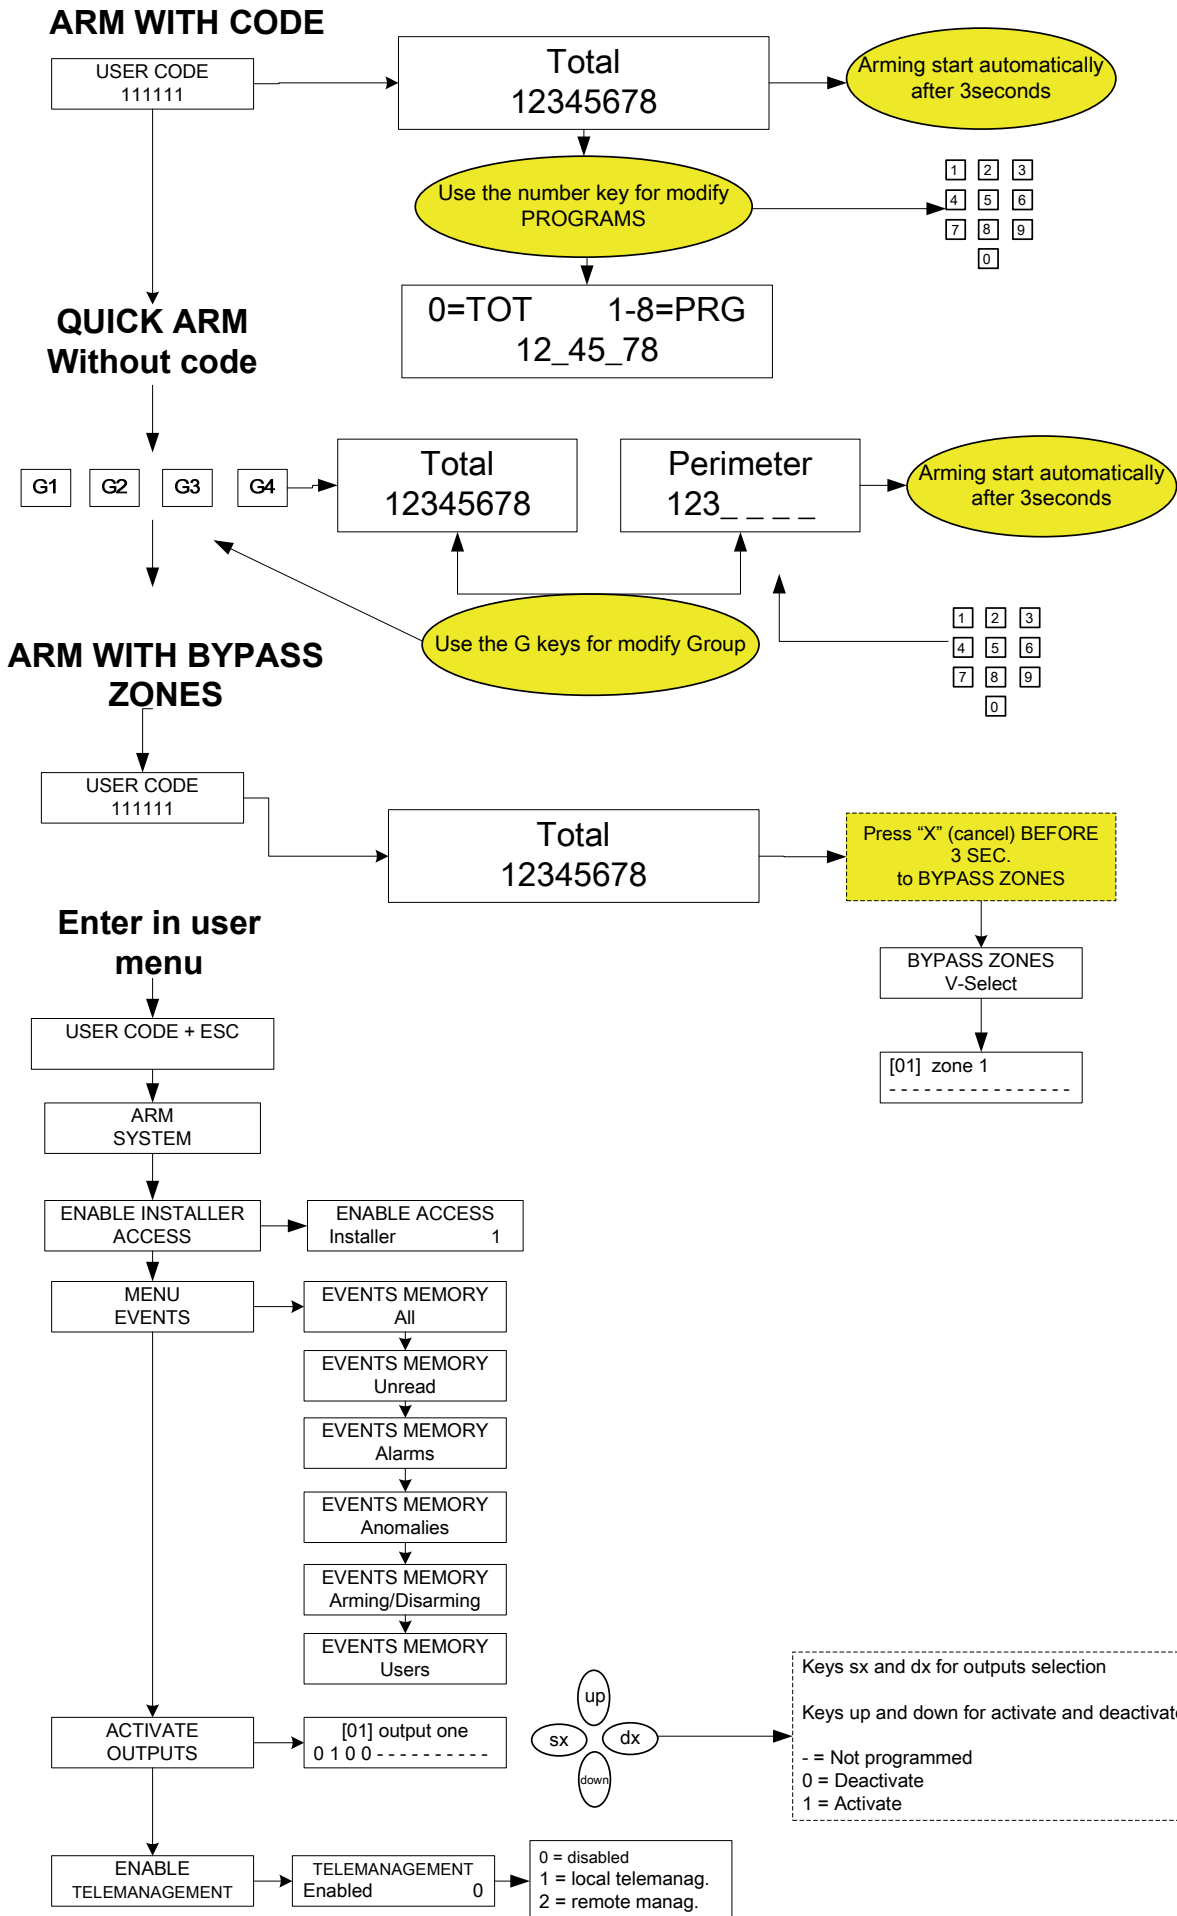 ARM WITH CODE
USER CODE
111111
Total
12345678
Arming start automatically
after 3seconds
Use the number key for modify
PROGRAMS
1 2 3
4 5 6
7 8 9
0
0=TOT 1-8=PRG
12_45_78
QUICK ARM
Without code
G1 G2 G3 G4
Total
12345678
Perimeter
123_ _ _ _
Arming start automatically
after 3seconds
Use the G keys for modify Group
1 2 3
4 5 6
7 8 9
0
ARM WITH BYPASS
ZONES
USER CODE
111111
Total
12345678
Press “X” (cancel) BEFORE
3 SEC.
to BYPASS ZONES
BYPASS ZONES
V-Select
[01] zone 1
- - - - - - - - - - - - - - - -
Enter in user
menu
USER CODE + ESC
ARM
SYSTEM
ENABLE INSTALLER
ACCESS
ENABLE ACCESS
Installer 1
MENU
EVENTS
EVENTS MEMORY
All
EVENTS MEMORY
Unread
EVENTS MEMORY
Alarms
EVENTS MEMORY
Anomalies
EVENTS MEMORY
Arming/Disarming
EVENTS MEMORY
Users
ACTIVATE
OUTPUTS
[01] output one
0 1 0 0 - - - - - - - - - -
up
sx dx
down
Keys sx and dx for outputs selection
Keys up and down for activate and deactivate
- = Not programmed
0 = Deactivate
1 = Activate
ENABLE
TELEMANAGEMENT
TELEMANAGEMENT
Enabled 0
0 = disabled
1 = local telemanag.
2 = remote manag.